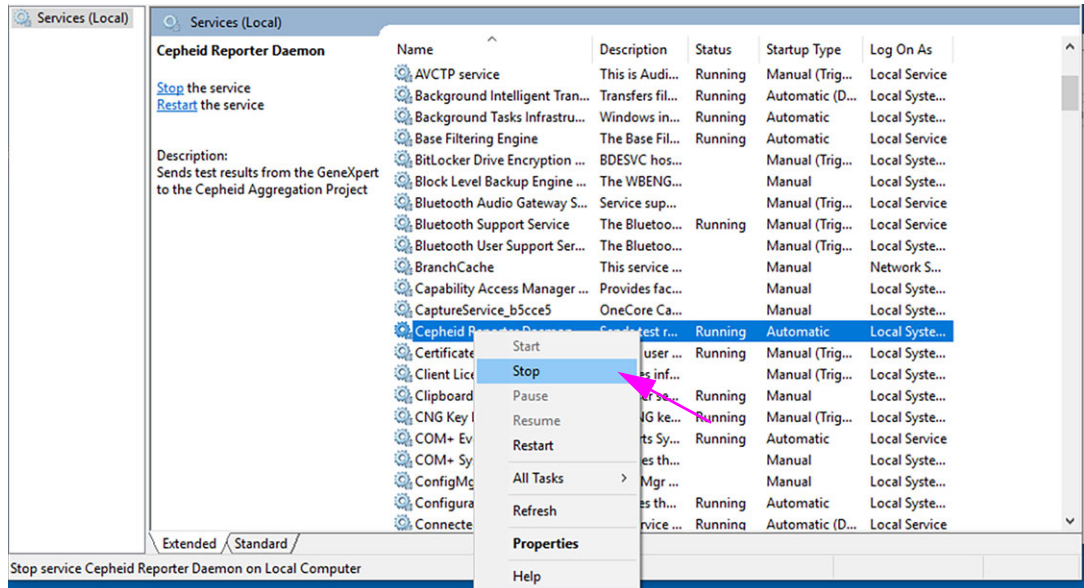 Services (Local)
Services (Local)
Cepheid Reporter Daemon
Stop the service
Restart the service
Description:
Sends test results from the GeneXpert
to the Cepheid Aggregation Project
Name Description Status Startup Type Log On As
AVCTP service This is Audi... Running Manual (Trig... Local Service
Background Intelligent Tran... Transfers fil... Running Automatic (D... Local Syste...
Background Tasks Infrastru... Windows in... Running Automatic Local Syste...
Base Filtering Engine The Base Fil... Running Automatic Local Service
BitLocker Drive Encryption ... BDESVC hos... Manual (Trig... Local Syste...
Block Level Backup Engine ... The WBENG... Manual Local Syste...
Bluetooth Audio Gateway S... Service sup... Manual (Trig... Local Service
Bluetooth Support Service The Bluetoo... Running Manual (Trig... Local Service
Bluetooth User Support Ser... The Bluetoo... Manual (Trig... Local Syste...
BranchCache This service ... Manual Network S...
Capability Access Manager ... Provides fac... Manual Local Syste...
CaptureService_b5cce5 OneCore Ca... Manual Local Syste...
Cepheid Reporter Daemon Sends test r... Running Automatic Local Syste...
Certificate user ... Running Manual (Trig... Local Syste...
Client Lice es inf... Manual (Trig... Local Syste...
Clipboard Running Manual Local Syste...
CNG Key NG ke... Running Manual (Trig... Local Syste...
COM+ Ev rts Sy... Running Automatic Local Service
COM+ Sy es th... Manual Local Syste...
ConfigMg Mgr ... Manual Local Syste...
Configura es th... Running Automatic Local Syste...
Connecte rvice ... Running Automatic (D... Local Service
Start
Stop
Pause
Resume
Restart
All Tasks
Refresh
Properties
Help
Extended Standard
Stop service Cepheid Reporter Daemon on Local Computer